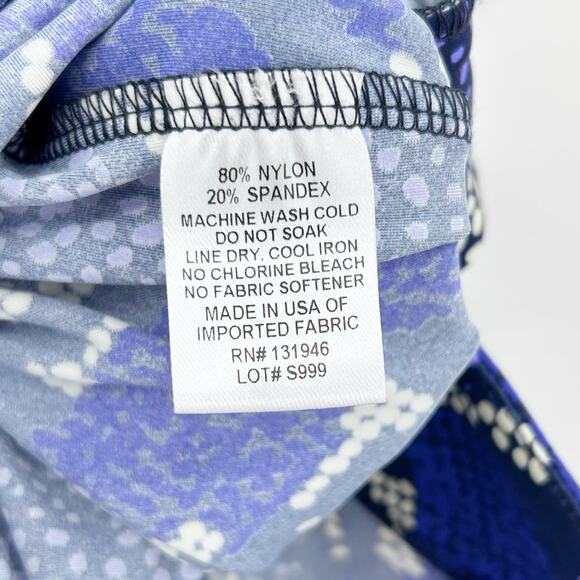 80% NYLON
20% SPANDEX
MACHINE WASH COLD
DO NOT SOAK
LINE DRY. COOL IRON
NO CHLORINE BLEACH
NO FABRIC SOFTENER
MADE IN USA OF
IMPORTED FABRIC
RN# 131946
LOT# S999